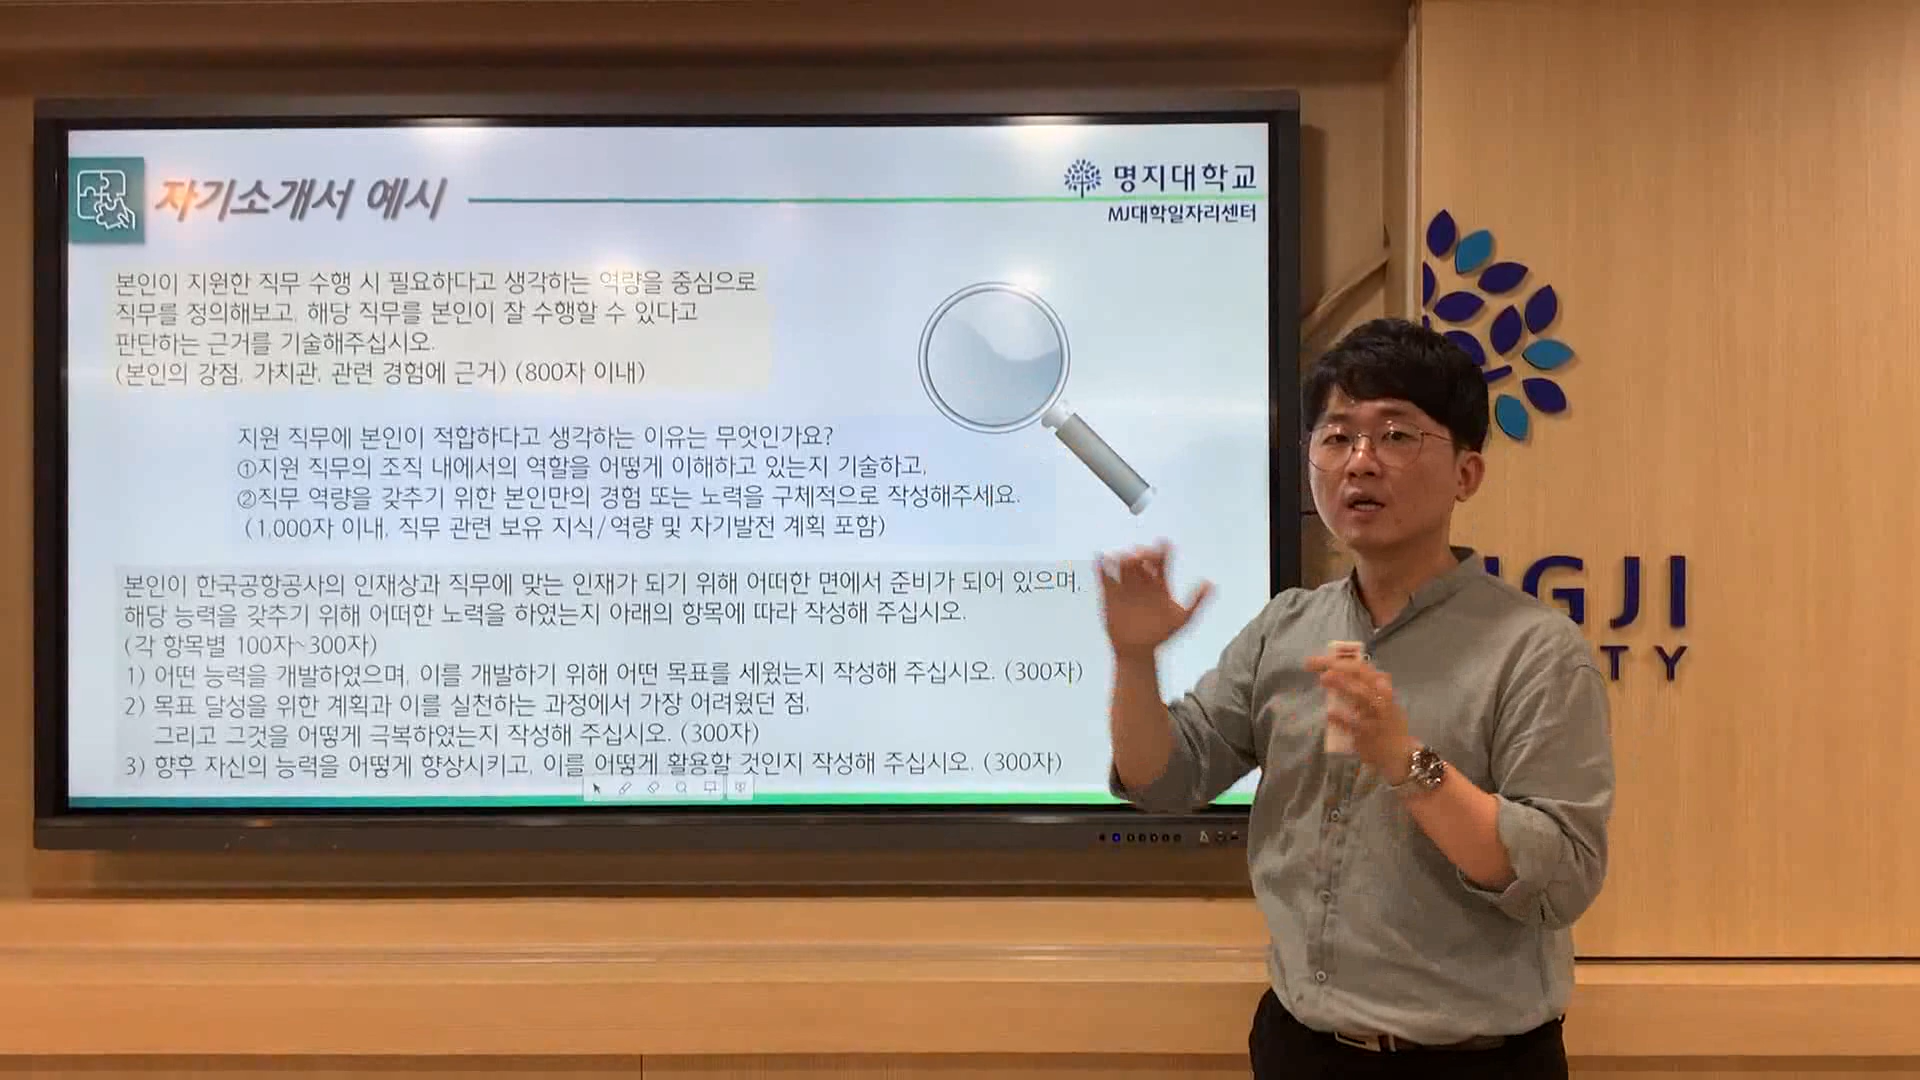 자기소개서 예시
명지대학교
MJ대학일자리센터
본인이 지원한 직무 수행 시 필요하다고 생각하는 역량을 중심으로
직무를 정의해보고, 해당 직무를 본인이 잘 수행할 수 있다고
판단하는 근거를 기술해주십시오.
(본인의 강점, 가치관, 관련 경험에 근거) (800자 이내)
지원 직무에 본인이 적합하다고 생각하는 이유는 무엇인가요?
①지원 직무의 조직 내에서의 역할을 어떻게 이해하고 있는지 기술하고,
②직무 역량을 갖추기 위한 본인만의 경험 또는 노력을 구체적으로 작성해주세요.
(1,000자 이내, 직무 관련 보유 지식/역량 및 자기발전 계획 포함)
본인이 한국공항공사의 인재상과 직무에 맞는 인재가 되기 위해 어떠한 면에서 준비가 되어 있으며,
해당 능력을 갖추기 위해 어떠한 노력을 하였는지 아래의 항목에 따라 작성해 주십시오.
(각 항목별 100자~300자)
1) 어떤 능력을 개발하였으며, 이를 개발하기 위해 어떤 목표를 세웠는지 작성해 주십시오. (300자)
2) 목표 달성을 위한 계획과 이를 실천하는 과정에서 가장 어려웠던 점,
그리고 그것을 어떻게 극복하였는지 작성해 주십시오. (300자)
3) 향후 자신의 능력을 어떻게 향상시키고, 이를 어떻게 활용할 것인지 작성해 주십시오. (300자)
GJI
TY